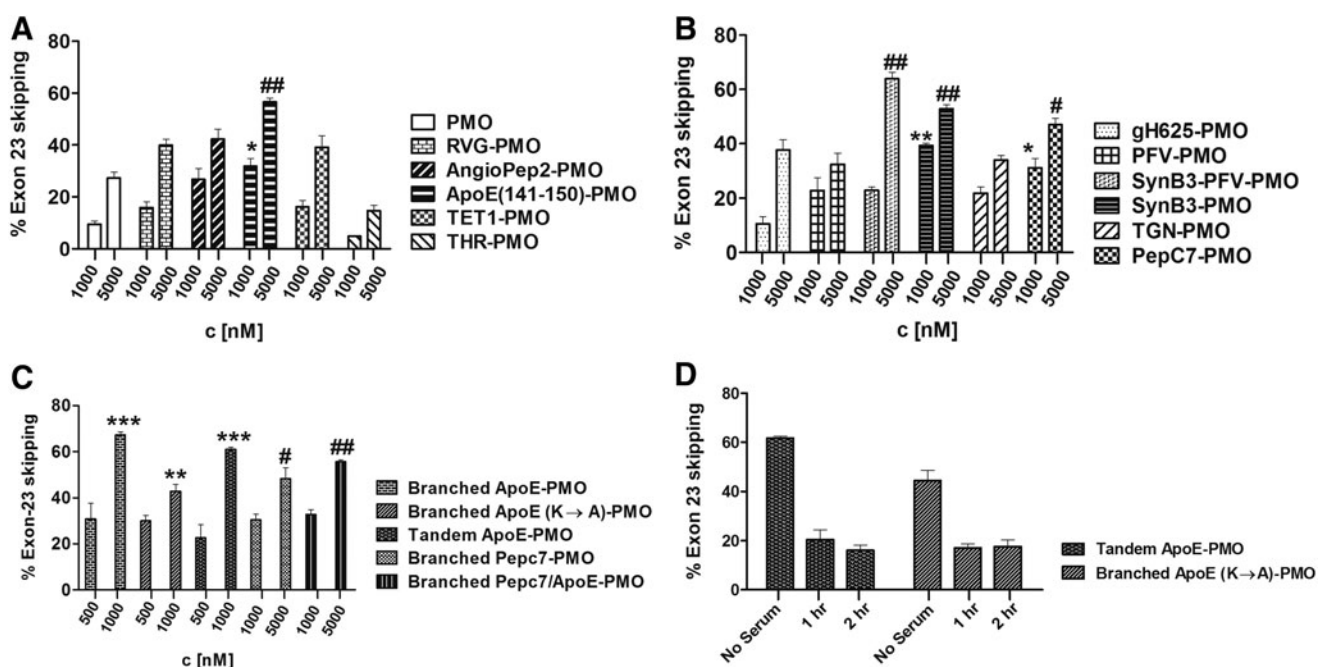 A
% Exon 23 skipping
80
60
40
20
0
*
##
1000
5000
1000
5000
1000
5000
1000
5000
1000
5000
1000
5000
c [nM]
PMO
RVG-PMO
AngioPep2-PMO
ApoE(141-150)-PMO
TET1-PMO
THR-PMO
B
% Exon 23 skipping
80
60
40
20
0
##
**
##
*
#
1000
5000
1000
5000
1000
5000
1000
5000
1000
5000
1000
5000
c [nM]
gH625-PMO
PFV-PMO
SynB3-PFV-PMO
SynB3-PMO
TGN-PMO
PepC7-PMO
C
% Exon-23 skipping
80
60
40
20
0
***
**
***
#
##
500
1000
500
1000
500
1000
1000
5000
1000
5000
c [nM]
Branched ApoE-PMO
Branched ApoE (K→ A)-PMO
Tandem ApoE-PMO
Branched Pepc7-PMO
Branched Pepc7/ApoE-PMO
D
% Exon 23 skipping
80
60
40
20
0
No Serum
1 hr
2 hr
No Serum
1 hr
2 hr
Tandem ApoE-PMO
Branched ApoE (K→A)-PMO